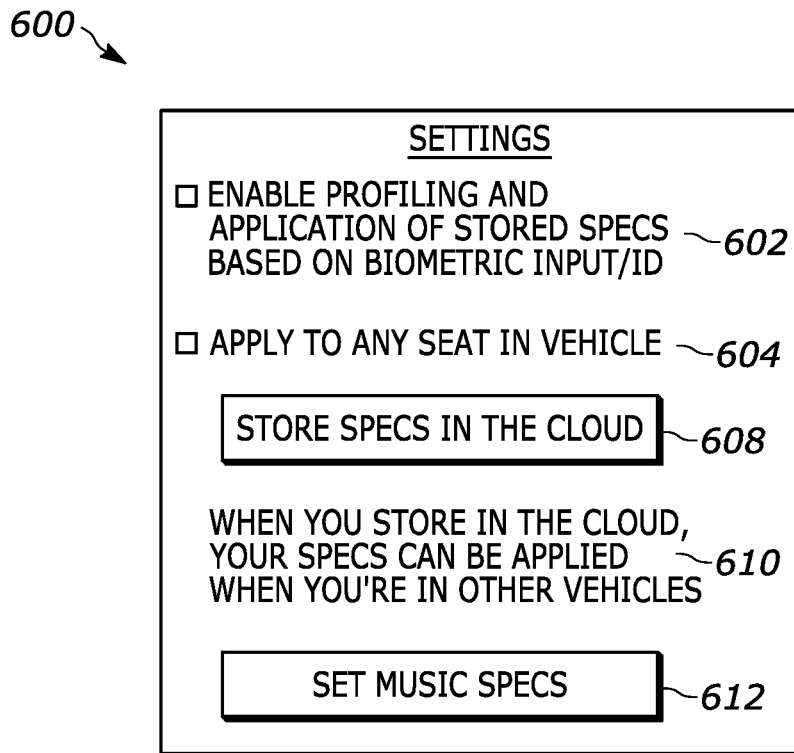 600
SETTINGS
ENABLE PROFILING AND
APPLICATION OF STORED SPECS
BASED ON BIOMETRIC INPUT/ID
602
APPLY TO ANY SEAT IN VEHICLE
604
STORE SPECS IN THE CLOUD
608
WHEN YOU STORE IN THE CLOUD,
YOUR SPECS CAN BE APPLIED
WHEN YOU'RE IN OTHER VEHICLES
610
SET MUSIC SPECS
612